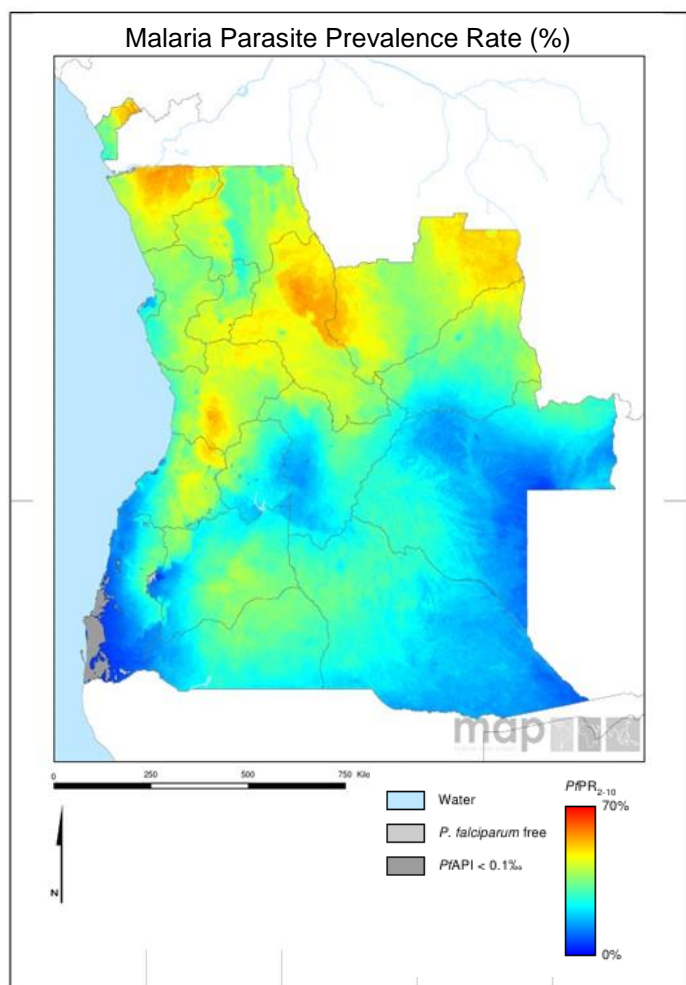 Malaria Parasite Prevalence Rate (%)
map
0 250 500 750 Kilo
Water
P. falciparum free
PfAPI < 0.1‰
N
PfPR2-10
70%
0%